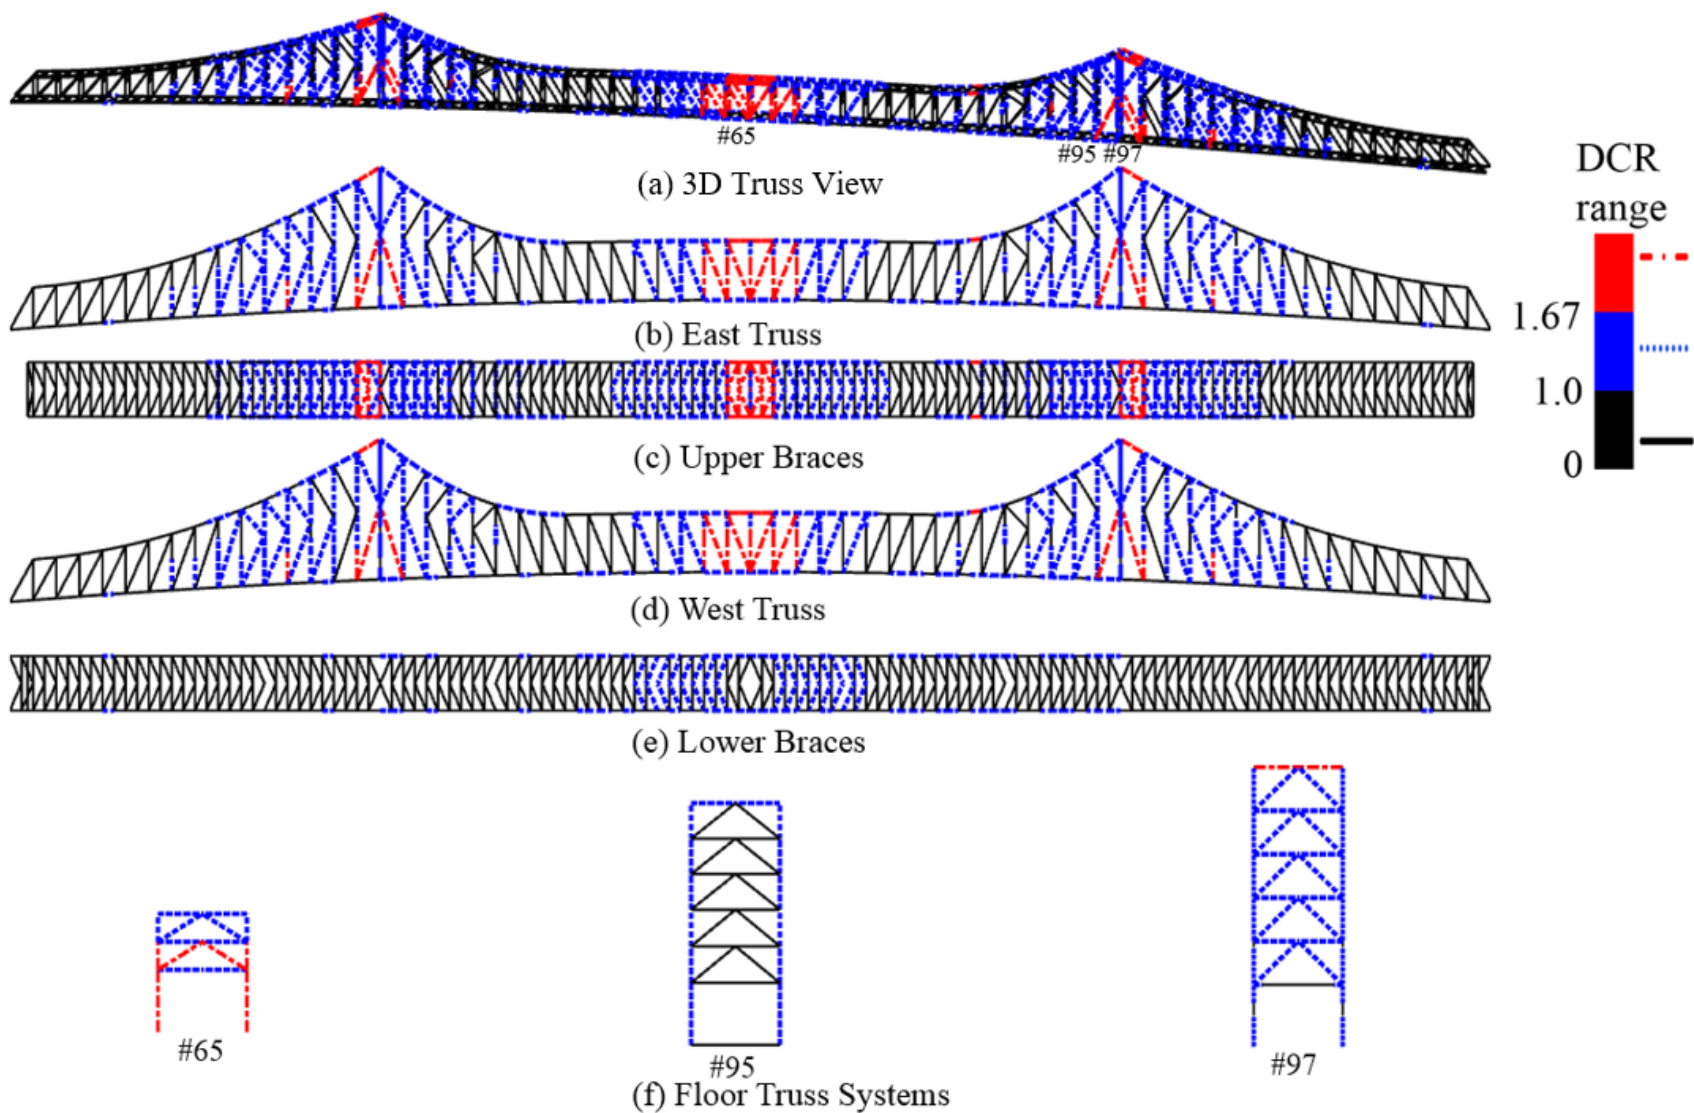 #65
#95 #97
(a) 3D Truss View
DCR
range
1.67
1.0
0
(b) East Truss
(c) Upper Braces
(d) West Truss
(e) Lower Braces
#65
#95
#97
(f) Floor Truss Systems